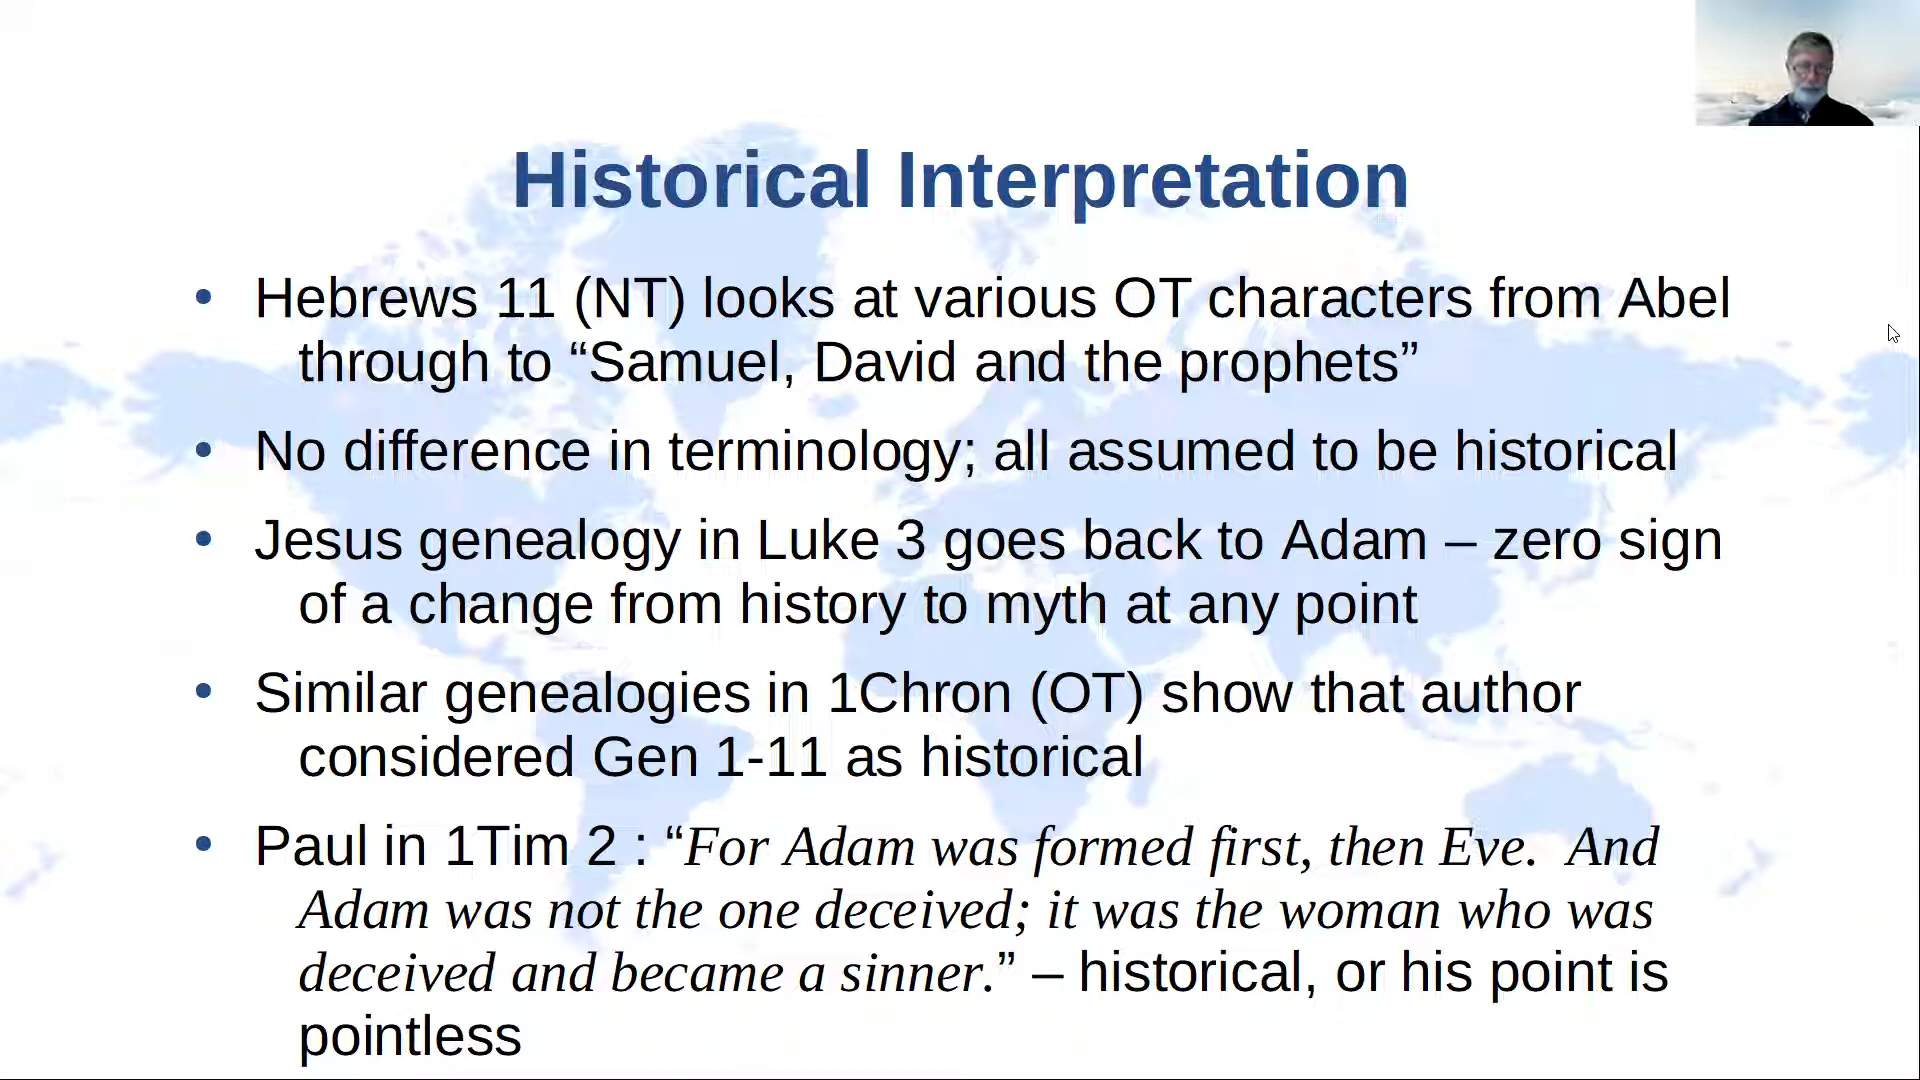 Historical Interpretation
• Hebrews 11 (NT) looks at various OT characters from Abel
through to “Samuel, David and the prophets”
• No difference in terminology; all assumed to be historical
• Jesus genealogy in Luke 3 goes back to Adam – zero sign
of a change from history to myth at any point
• Similar genealogies in 1Chron (OT) show that author
considered Gen 1-11 as historical
• Paul in 1Tim 2 : “For Adam was formed first, then Eve.  And
Adam was not the one deceived; it was the woman who was
deceived and became a sinner.” – historical, or his point is
pointless